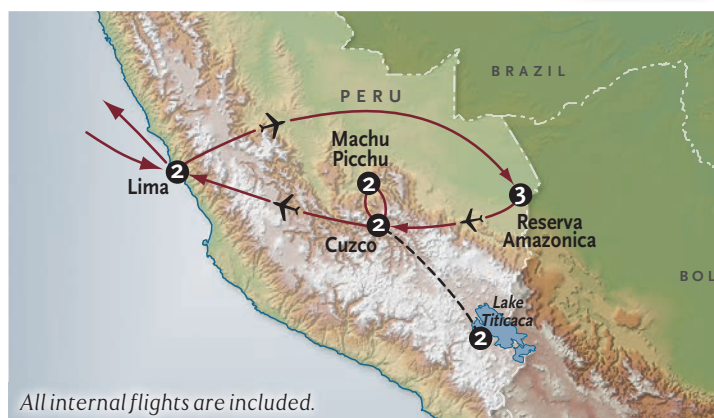 BRAZIL
PERU
Machu
Picchu
2
2
Lima
3
Reserva
Amazonica
2
Cuzco
BOL
Lake
Titicaca
2
All internal flights are included.